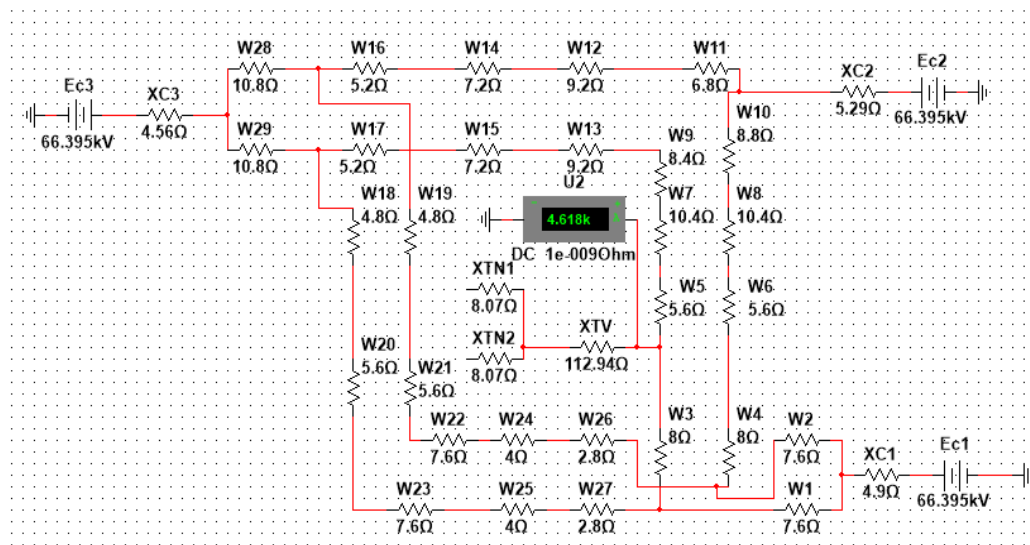 W28 W16 W14 W12 W11
10.8Ω 5.2Ω 7.2Ω 9.2Ω 6.8Ω
Ec3
66.395kV
XC3
4.56Ω
XC2
5.29Ω
Ec2
66.395kV
W29 W17 W15 W13
10.8Ω 5.2Ω 7.2Ω 9.2Ω
W10
8.8Ω
W9
8.4Ω
W18 W19
4.8Ω 4.8Ω
U2
4.618k
DC 1e-009Ohm
W7 W8
10.4Ω 10.4Ω
XTN1
8.07Ω
W5 W6
5.6Ω 5.6Ω
XTN2
8.07Ω
XTV
112.94Ω
W20 W21
5.6Ω 5.6Ω
W22 W24 W26
7.6Ω 4Ω 2.8Ω
W3 W4
8Ω 8Ω
W2
7.6Ω
XC1
4.9Ω
Ec1
66.395kV
W23 W25 W27 W1
7.6Ω 4Ω 2.8Ω 7.6Ω